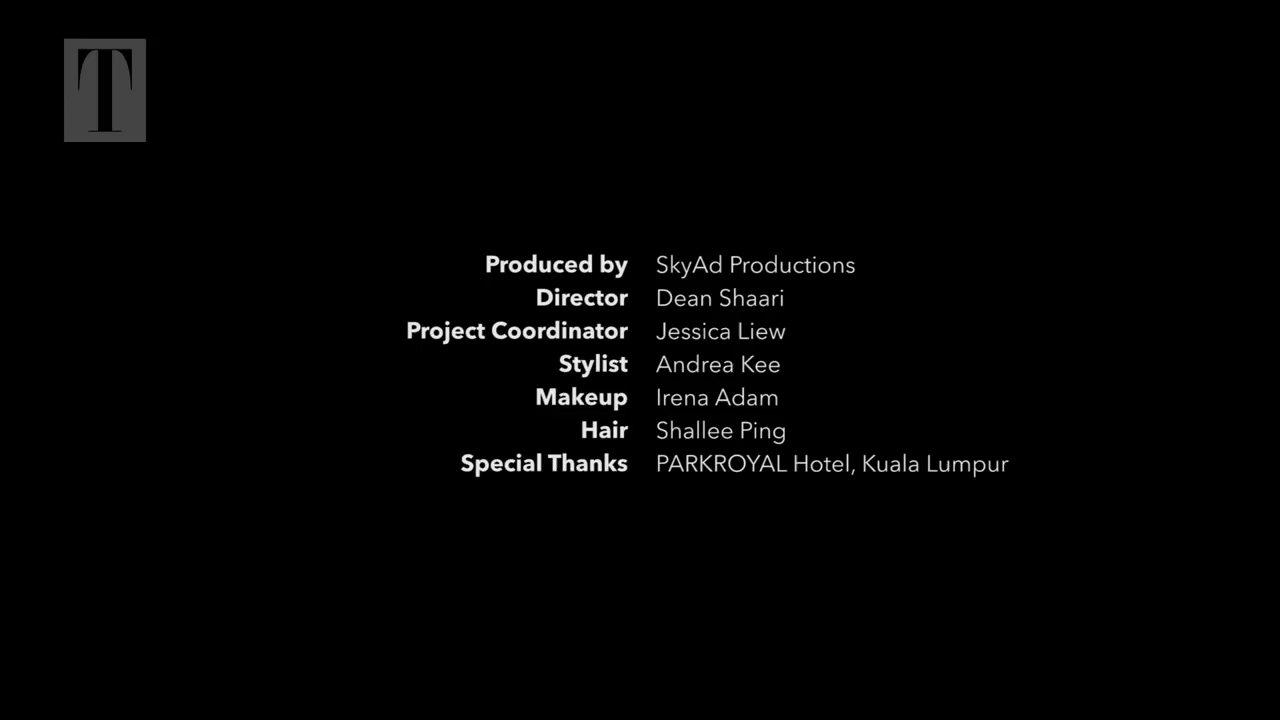 T
Produced by SkyAd Productions
Director Dean Shaari
Project Coordinator Jessica Liew
Stylist Andrea Kee
Makeup Irena Adam
Hair Shallee Ping
Special Thanks PARKROYAL Hotel, Kuala Lumpur